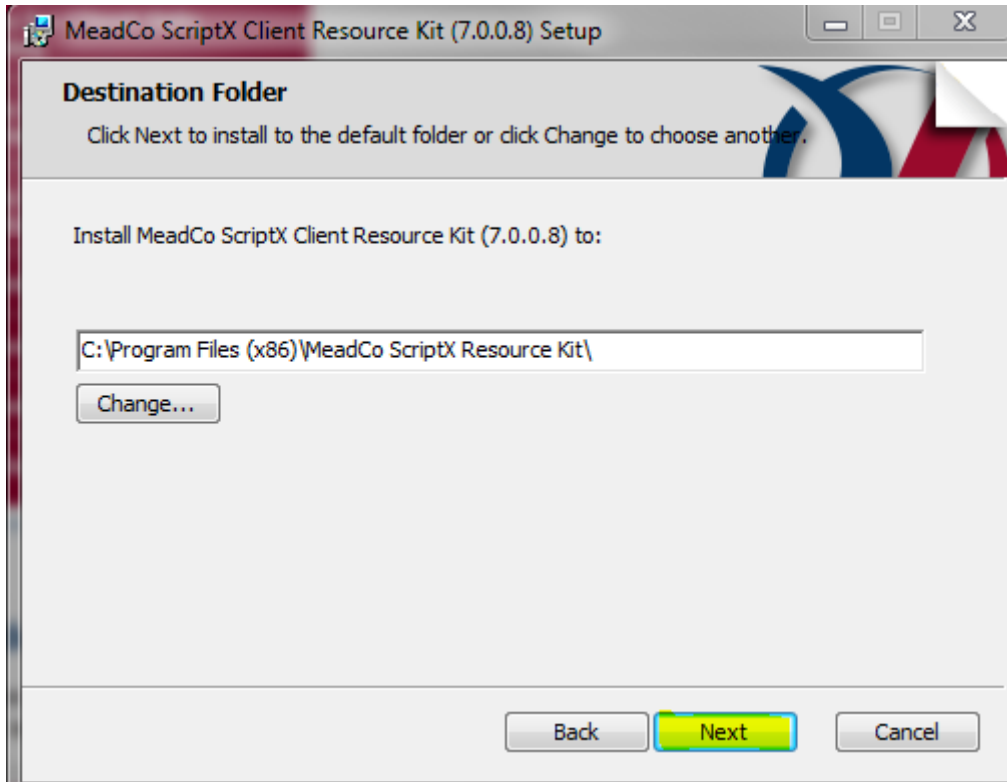 MeadCo ScriptX Client Resource Kit (7.0.0.8) Setup
Destination Folder
Click Next to install to the default folder or click Change to choose another.
Install MeadCo ScriptX Client Resource Kit (7.0.0.8) to:
C:\Program Files (x86)\MeadCo ScriptX Resource Kit\
Change...
Back Next Cancel